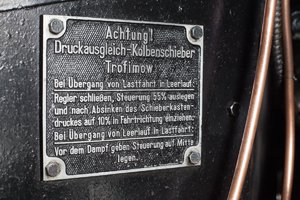 Achtung!
Druckausgleich-Kolbenschieber
Trofimow.
Bei Übergang von Lastfahrt in Leerlauf:
Regler schließen, Steuerung 35% auslegen
und nach Absinken des Schieberkasten-
druckes auf 10% in Fahrtrichtung einziehen.
Bei Übergang von Leerlauf in Lastfahrt:
Vor dem Dampf geben Steuerung auf Mitte
legen.